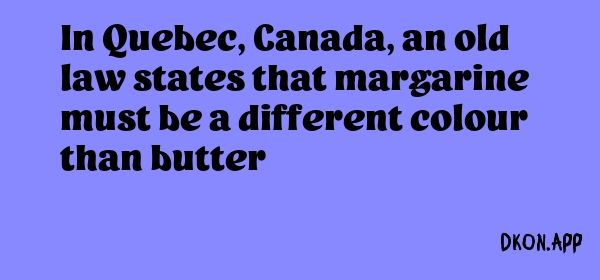 In Quebec, Canada, an old
law states that margarine
must be a different colour
than butter
DKON.APP